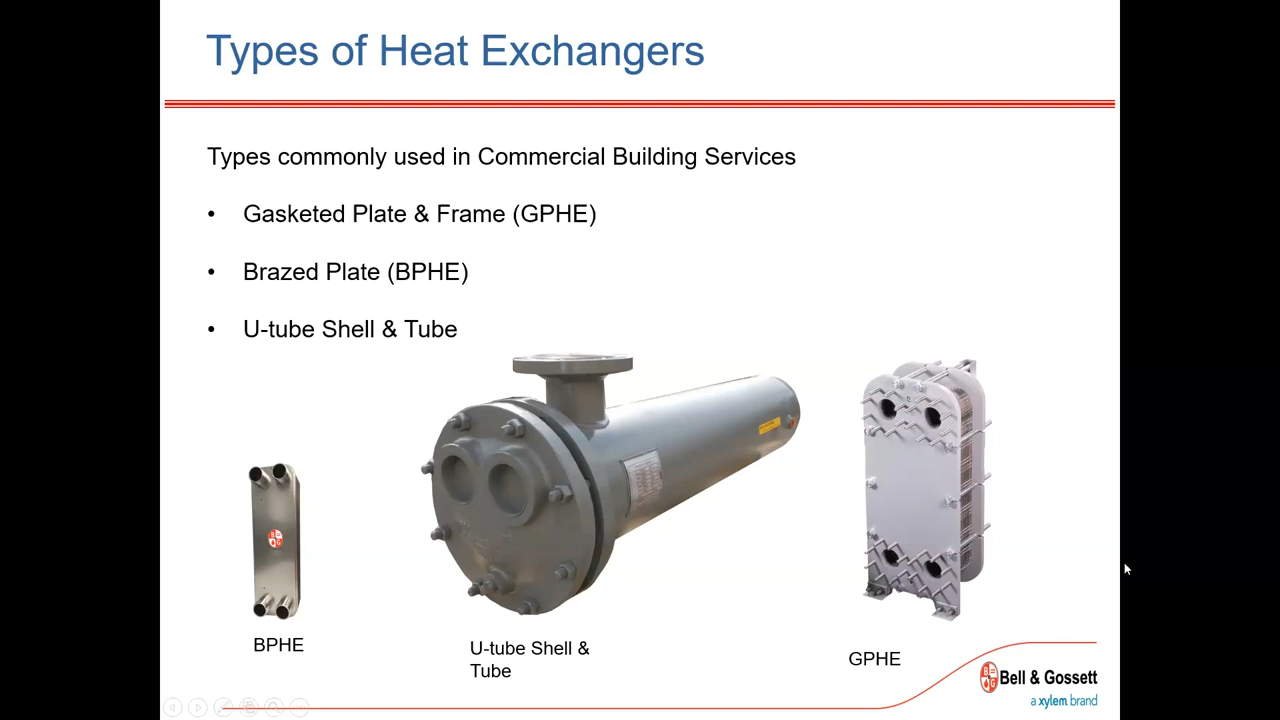 Types of Heat Exchangers
Types commonly used in Commercial Building Services
• Gasketed Plate & Frame (GPHE)
• Brazed Plate (BPHE)
• U-tube Shell & Tube
BPHE
U-tube Shell &
Tube
GPHE
Bell & Gossett
a xylem brand